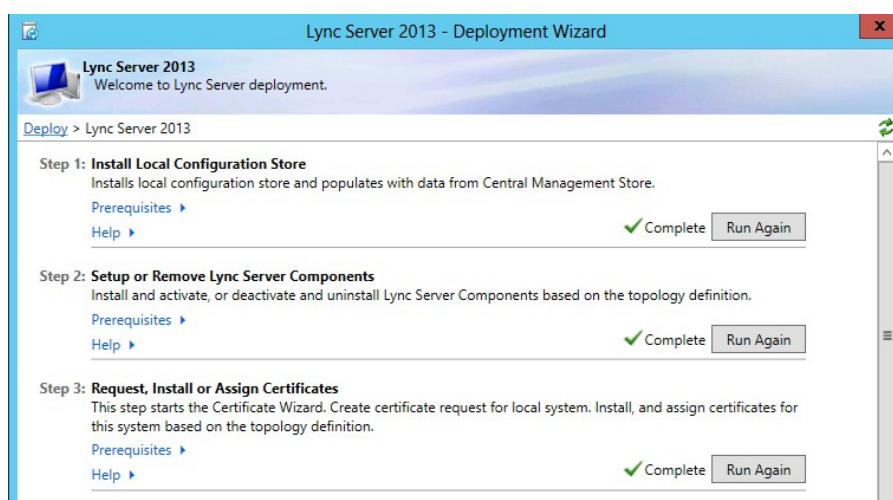 Lync Server 2013 - Deployment Wizard
x
Lync Server 2013
Welcome to Lync Server deployment.
Deploy > Lync Server 2013
Step 1: Install Local Configuration Store
Installs local configuration store and populates with data from Central Management Store.
Prerequisites
Help
Complete Run Again
Step 2: Setup or Remove Lync Server Components
Install and activate, or deactivate and uninstall Lync Server Components based on the topology definition.
Prerequisites
Help
Complete Run Again
Step 3: Request, Install or Assign Certificates
This step starts the Certificate Wizard. Create certificate request for local system. Install, and assign certificates for
this system based on the topology definition.
Prerequisites
Help
Complete Run Again